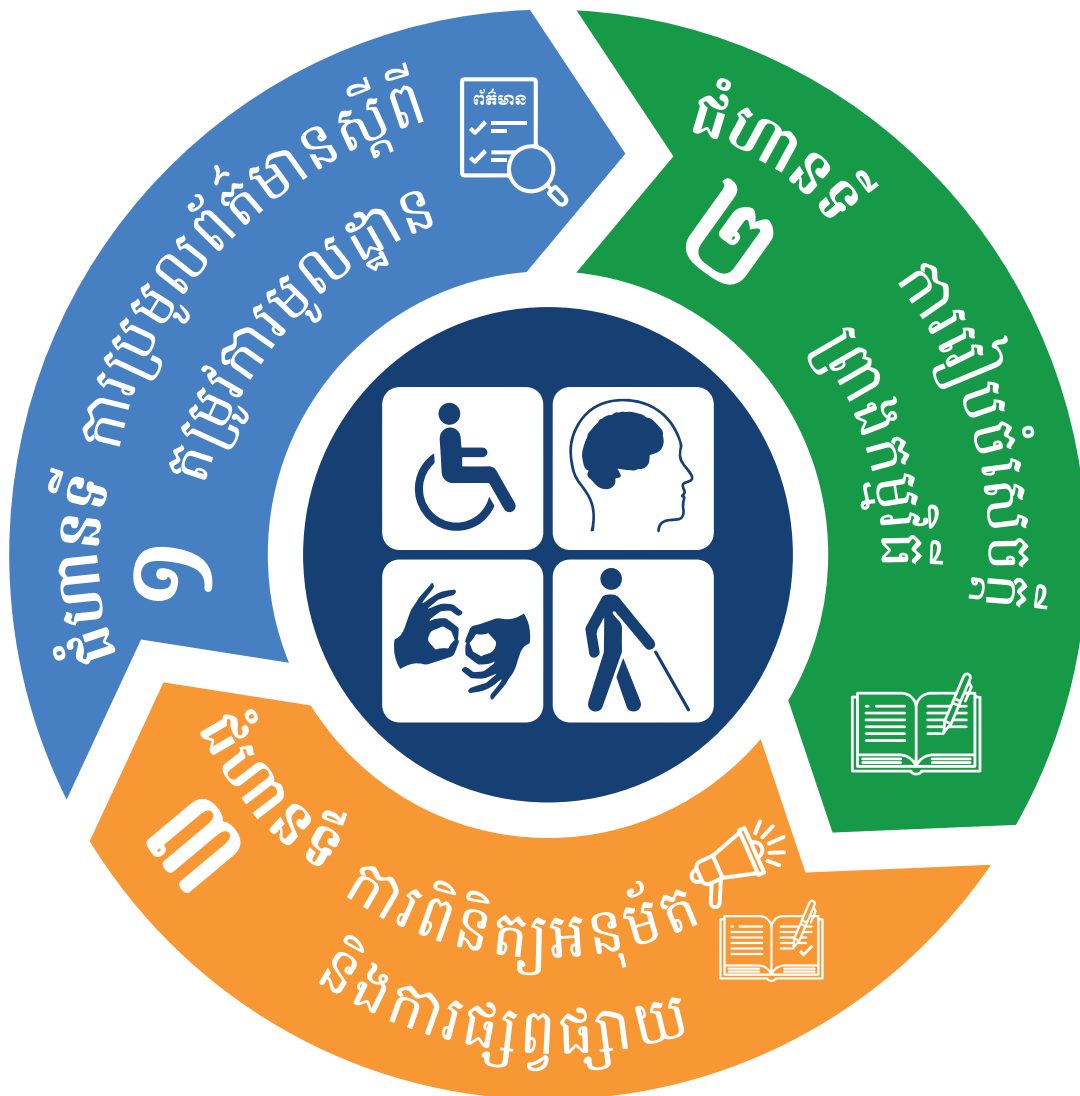 ជំហានទី
១
ការប្រមូលព័ត៌មានស្តីពី
តម្រូវការមូលដ្ឋាន
ព័ត៌មាន
ជំហានទី
២
ការរៀបចំសេចក្តី
ព្រាងកម្មវិធី
ជំហានទី
៣
ការពិនិត្យអនុម័ត
និងការផ្សព្វផ្សាយ